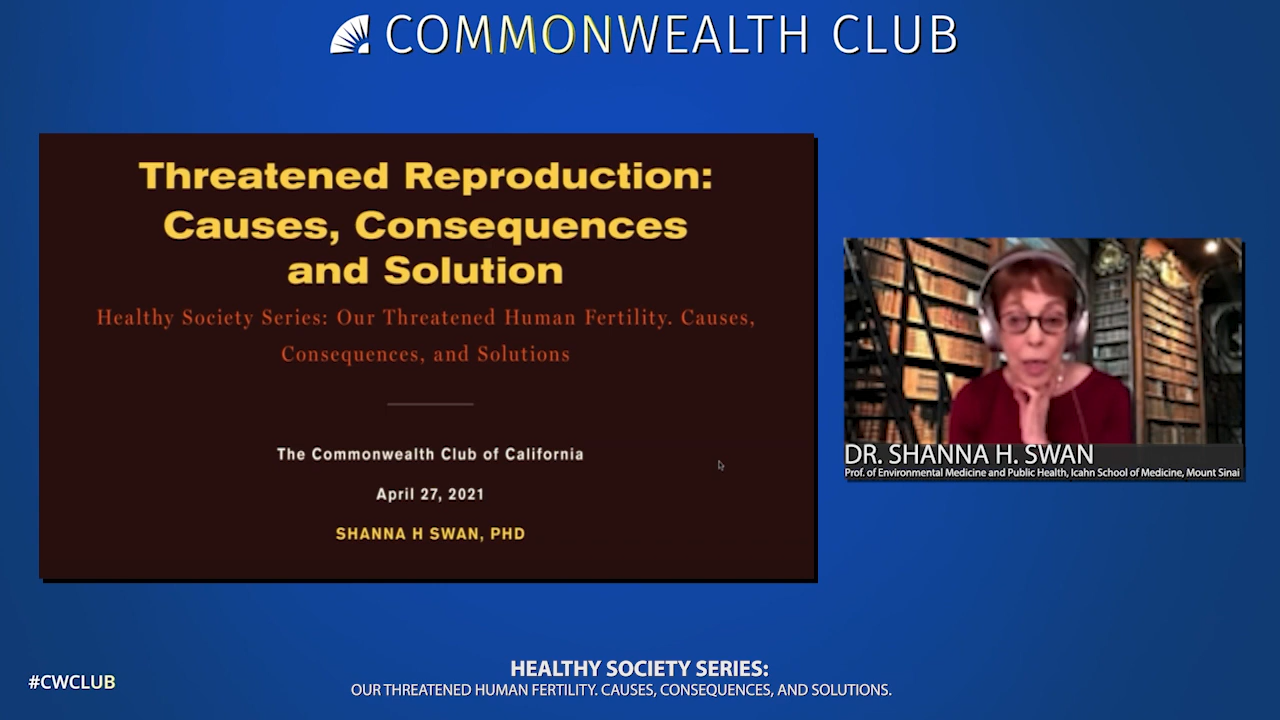 COMMONWEALTH CLUB
Threatened Reproduction:
Causes, Consequences
and Solution
Healthy Society Series: Our Threatened Human Fertility. Causes,
Consequences, and Solutions
The Commonwealth Club of California
April 27, 2021
SHANNA H SWAN, PHD
DR. SHANNA H. SWAN
Prof. of Environmental Medicine and Public Health, Icahn School of Medicine, Mount Sinai
#CWCLUB
HEALTHY SOCIETY SERIES:
OUR THREATENED HUMAN FERTILITY. CAUSES, CONSEQUENCES, AND SOLUTIONS.